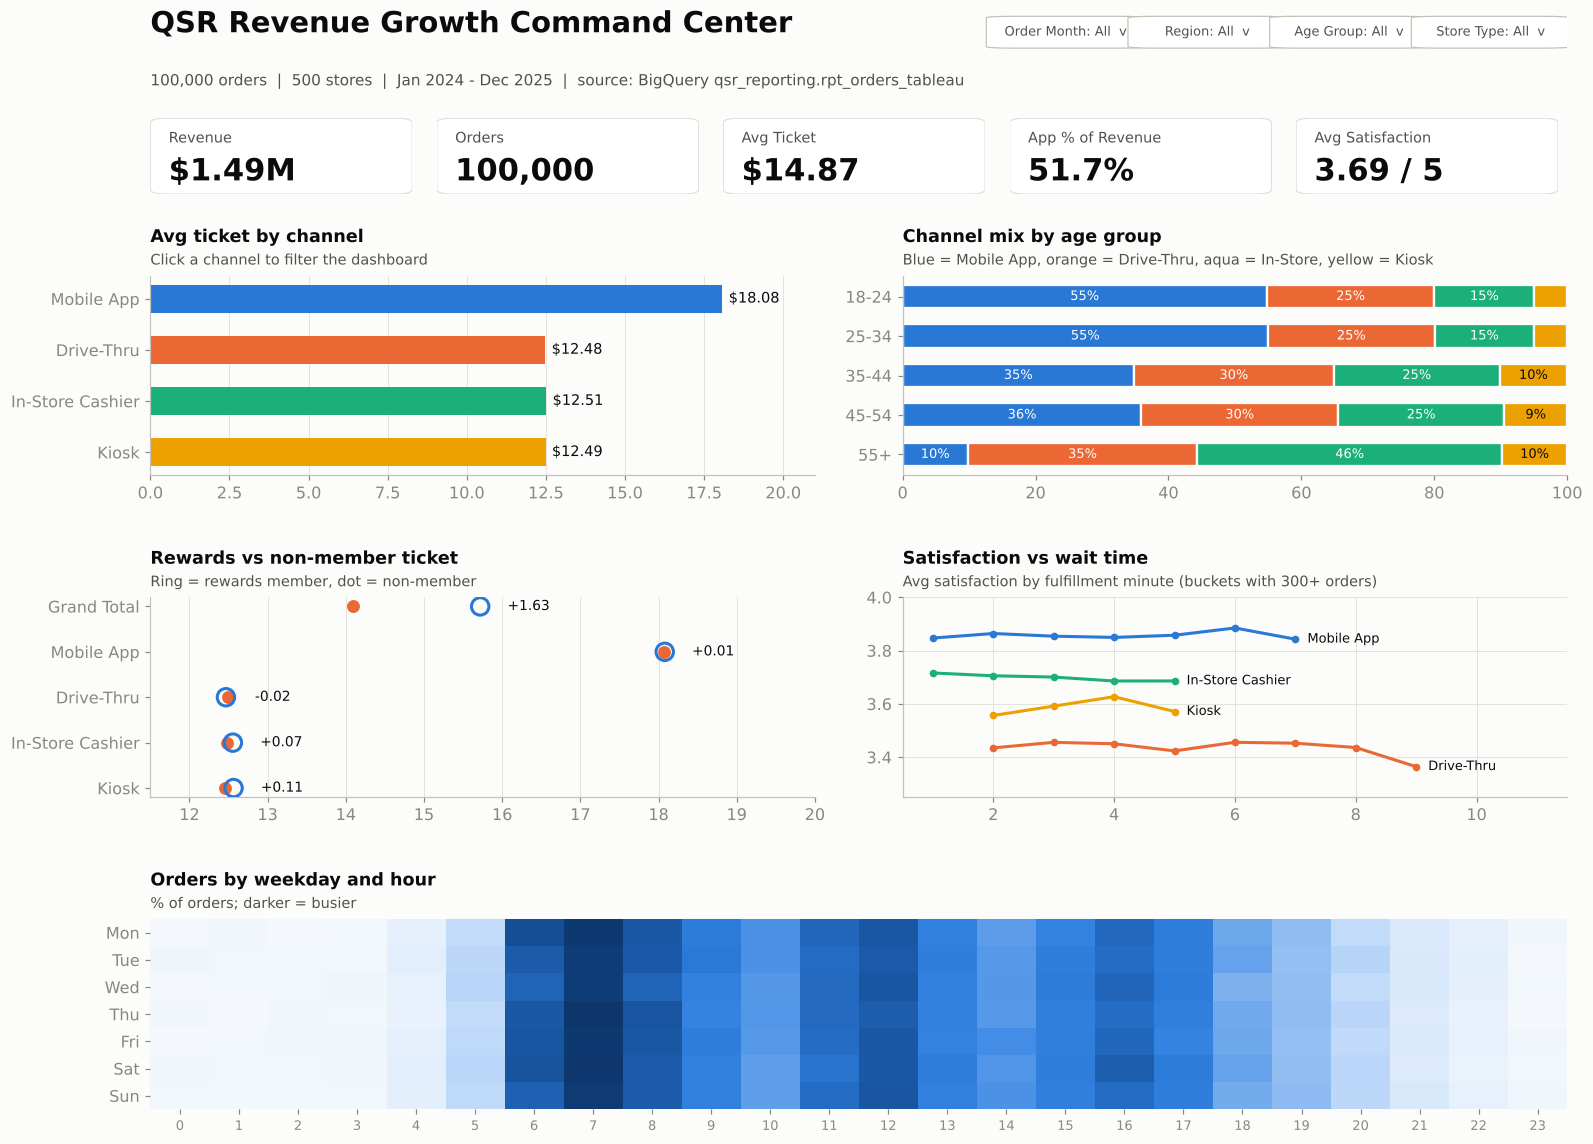 QSR Revenue Growth Command Center
Order Month: All v
Region: All v
Age Group: All v
Store Type: All v
100,000 orders | 500 stores | Jan 2024 - Dec 2025 | source: BigQuery qsr_reporting.rpt_orders_tableau
Revenue
$1.49M
Orders
100,000
Avg Ticket
$14.87
App % of Revenue
51.7%
Avg Satisfaction
3.69 / 5
Avg ticket by channel
Click a channel to filter the dashboard
Mobile App $18.08
Drive-Thru $12.48
In-Store Cashier $12.51
Kiosk $12.49
0.0 2.5 5.0 7.5 10.0 12.5 15.0 17.5 20.0
Channel mix by age group
Blue = Mobile App, orange = Drive-Thru, aqua = In-Store, yellow = Kiosk
18-24 55% 25% 15%
25-34 55% 25% 15%
35-44 35% 30% 25% 10%
45-54 36% 30% 25% 9%
55+ 10% 35% 46% 10%
0 20 40 60 80 100
Rewards vs non-member ticket
Ring = rewards member, dot = non-member
Grand Total +1.63
Mobile App +0.01
Drive-Thru -0.02
In-Store Cashier +0.07
Kiosk +0.11
12 13 14 15 16 17 18 19 20
Satisfaction vs wait time
Avg satisfaction by fulfillment minute (buckets with 300+ orders)
4.0
3.8
3.6
3.4
Mobile App
In-Store Cashier
Kiosk
Drive-Thru
2 4 6 8 10
Orders by weekday and hour
% of orders; darker = busier
Mon
Tue
Wed
Thu
Fri
Sat
Sun
0 1 2 3 4 5 6 7 8 9 10 11 12 13 14 15 16 17 18 19 20 21 22 23